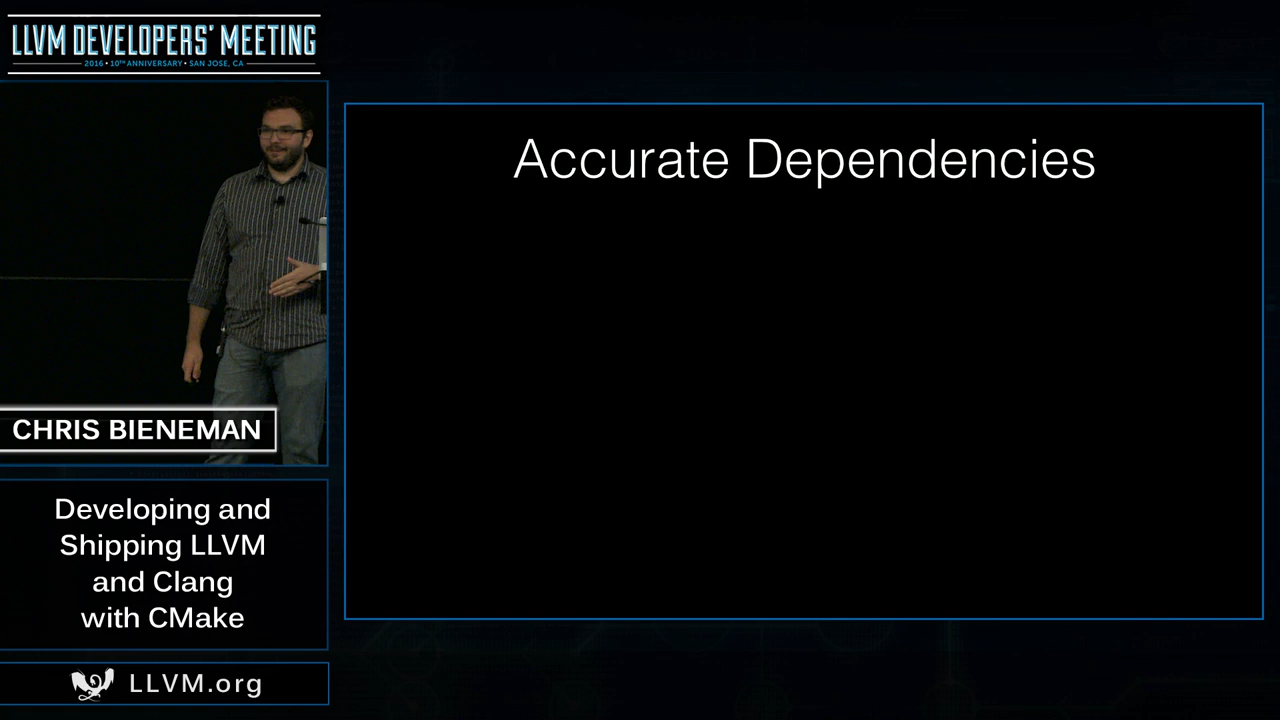 LLVM DEVELOPERS' MEETING
2016 • 10TH ANNIVERSARY • SAN JOSE, CA
Accurate Dependencies
CHRIS BIENEMAN
Developing and
Shipping LLVM
and Clang
with CMake
LLVM.org